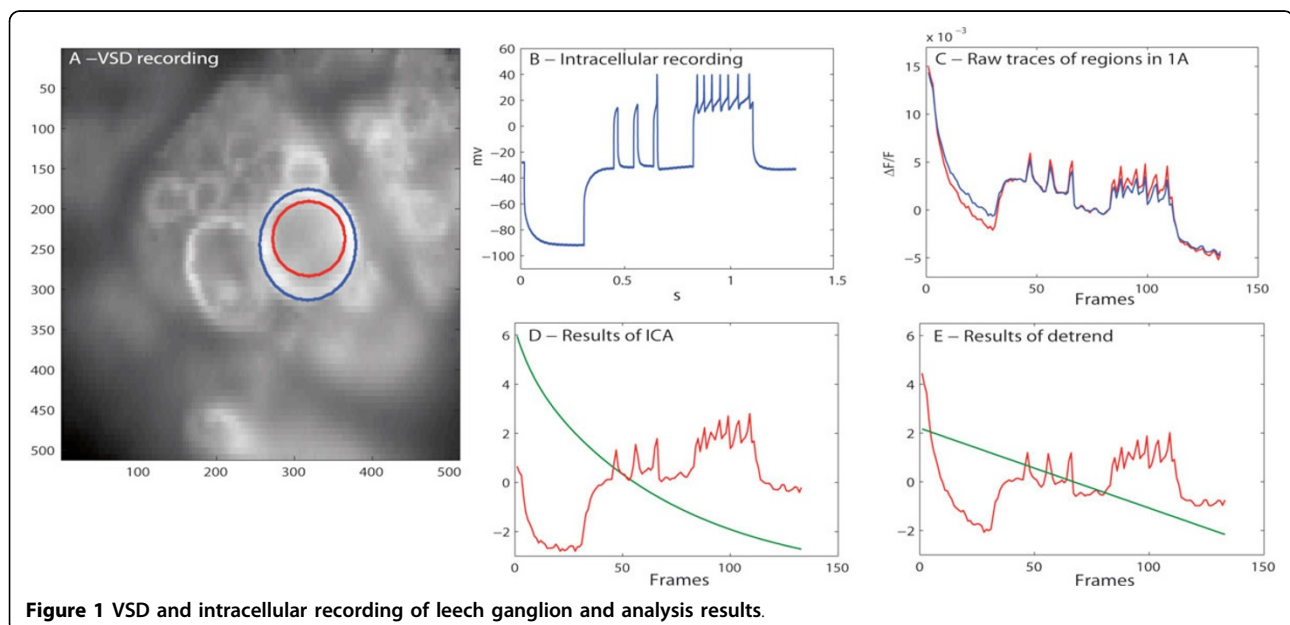 A –VSD recording
50
100
150
200
250
300
350
400
450
500
100 200 300 400 500
B – Intracellular recording
mv
60
40
20
0
−20
−40
−60
−80
−100
0 0.5 1 1.5
s
C – Raw traces of regions in 1A
x 10⁻³
ΔF/F
15
10
5
0
−5
0 50 100 150
Frames
D – Results of ICA
6
4
2
0
−2
0 50 100 150
Frames
E – Results of detrend
6
4
2
0
−2
0 50 100 150
Frames
Figure 1 VSD and intracellular recording of leech ganglion and analysis results.